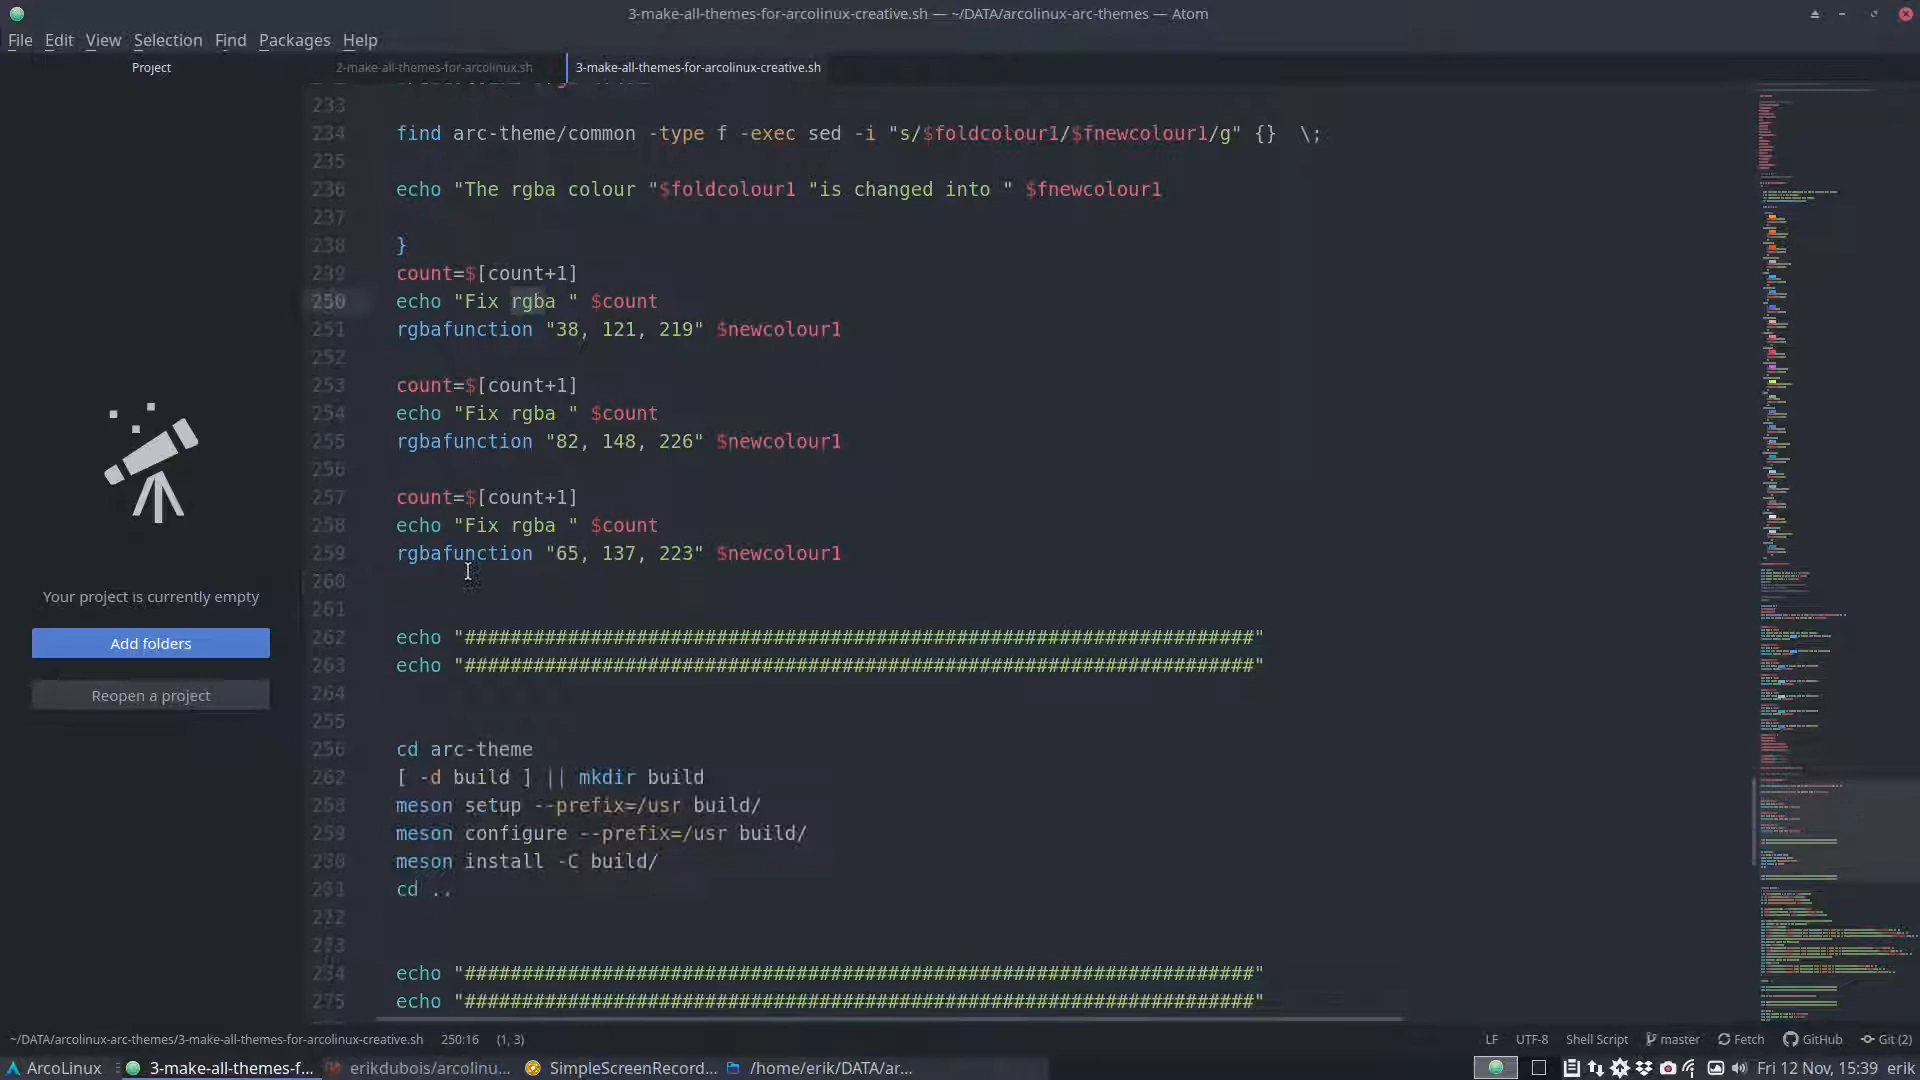 3-make-all-themes-for-arcolinux-creative.sh — ~/DATA/arcolinux-arc-themes — Atom
File Edit View Selection Find Packages Help
Project
2-make-all-themes-for-arcolinux.sh
3-make-all-themes-for-arcolinux-creative.sh
233
234 find arc-theme/common -type f -exec sed -i "s/$foldcolour1/$fnewcolour1/g" {}  \;
235
236 echo "The rgba colour "$foldcolour1 "is changed into " $fnewcolour1
237
238 }
239 count=$[count+1]
250 echo "Fix rgba " $count
251 rgbafunction "38, 121, 219" $newcolour1
252
253 count=$[count+1]
254 echo "Fix rgba " $count
255 rgbafunction "82, 148, 226" $newcolour1
256
257 count=$[count+1]
258 echo "Fix rgba " $count
259 rgbafunction "65, 137, 223" $newcolour1
260
261
262 echo "#####################################################################"
263 echo "#####################################################################"
264
255
256 cd arc-theme
262 [ -d build ] || mkdir build
meson setup --prefix=/usr build/
259 meson configure --prefix=/usr build/
meson install -C build/
cd ..
echo "#####################################################################"
275 echo "#####################################################################"
Your project is currently empty
Add folders
Reopen a project
~/DATA/arcolinux-arc-themes/3-make-all-themes-for-arcolinux-creative.sh 250:16 (1, 3) LF UTF-8 Shell Script master Fetch GitHub Git (2)
ArcoLinux 3-make-all-themes-f... erikdubois/arcolinu... SimpleScreenRecord... /home/erik/DATA/ar... Fri 12 Nov, 15:39 erik